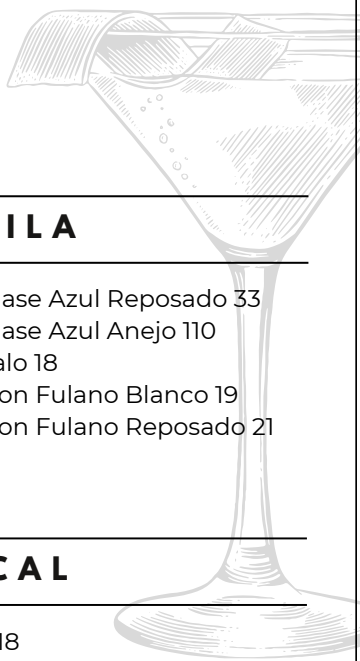 ILA
ase Azul Reposado 33
ase Azul Anejo 110
alo 18
on Fulano Blanco 19
on Fulano Reposado 21
CAL
18